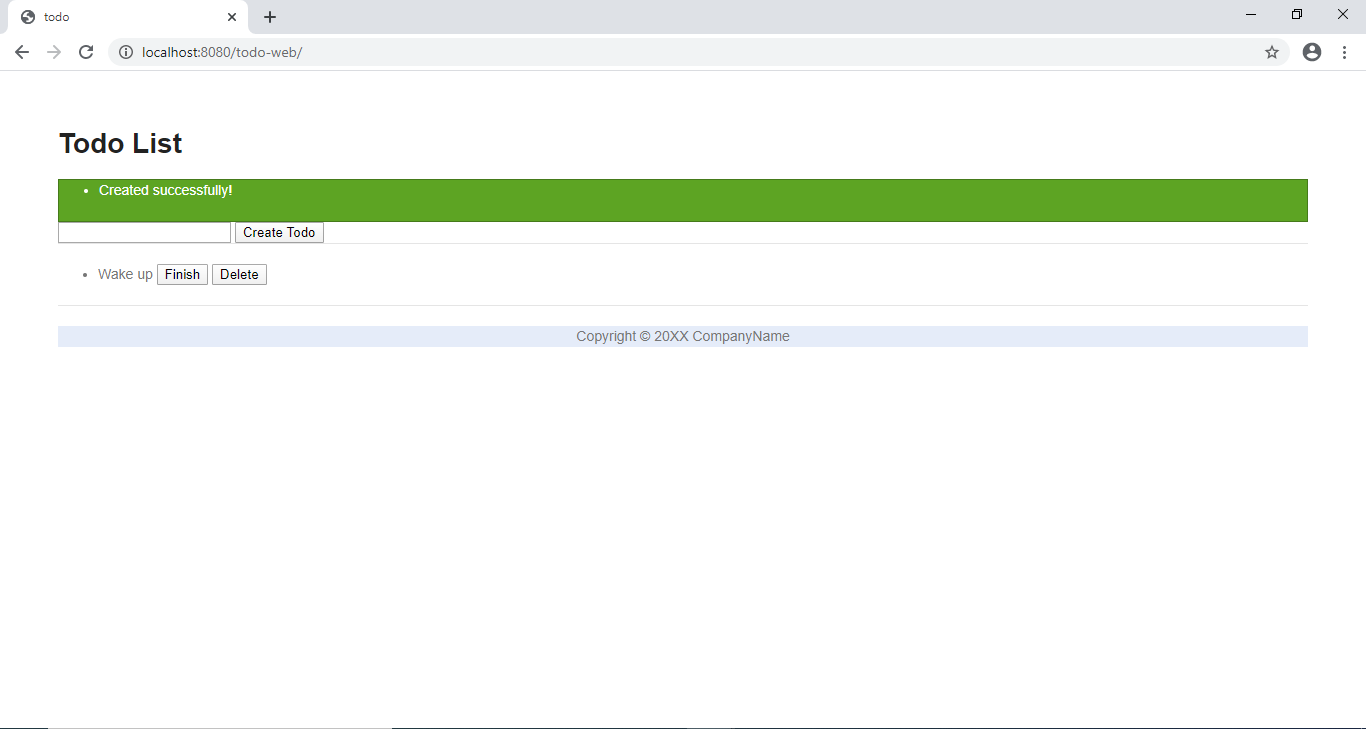 todo
localhost:8080/todo-web/
Todo List
Created successfully!
Create Todo
Wake up Finish Delete
Copyright © 20XX CompanyName